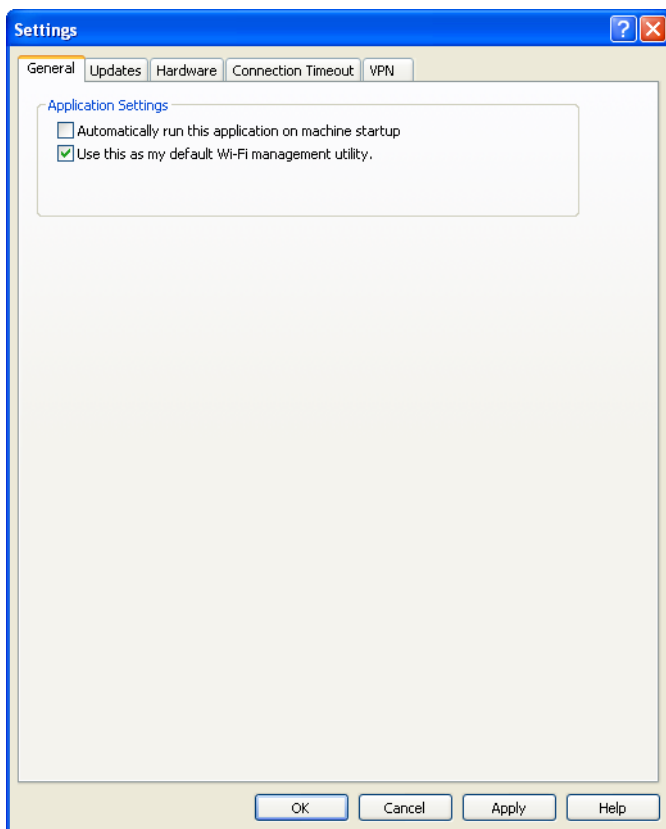 Settings
General Updates Hardware Connection Timeout VPN
Application Settings
Automatically run this application on machine startup
Use this as my default Wi-Fi management utility.
OK Cancel Apply Help